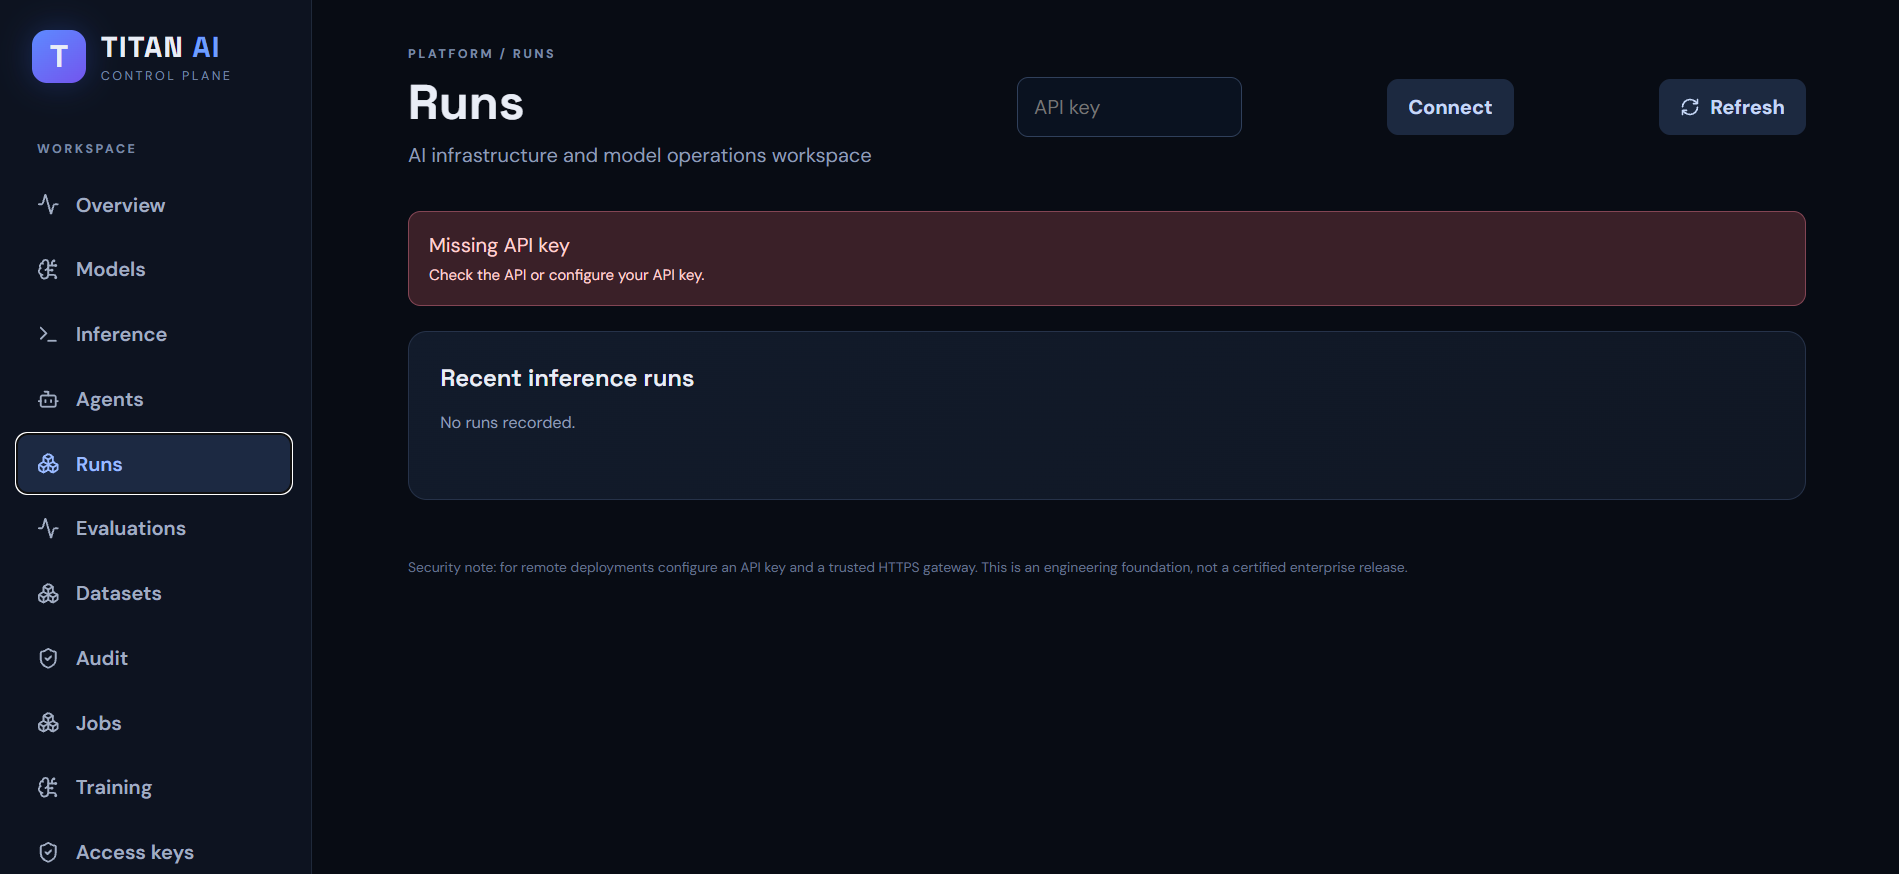 T
TITAN AI
CONTROL PLANE
WORKSPACE
Overview
Models
Inference
Agents
Runs
Evaluations
Datasets
Audit
Jobs
Training
Access keys
PLATFORM / RUNS
Runs
AI infrastructure and model operations workspace
API key
Connect
Refresh
Missing API key
Check the API or configure your API key.
Recent inference runs
No runs recorded.
Security note: for remote deployments configure an API key and a trusted HTTPS gateway. This is an engineering foundation, not a certified enterprise release.